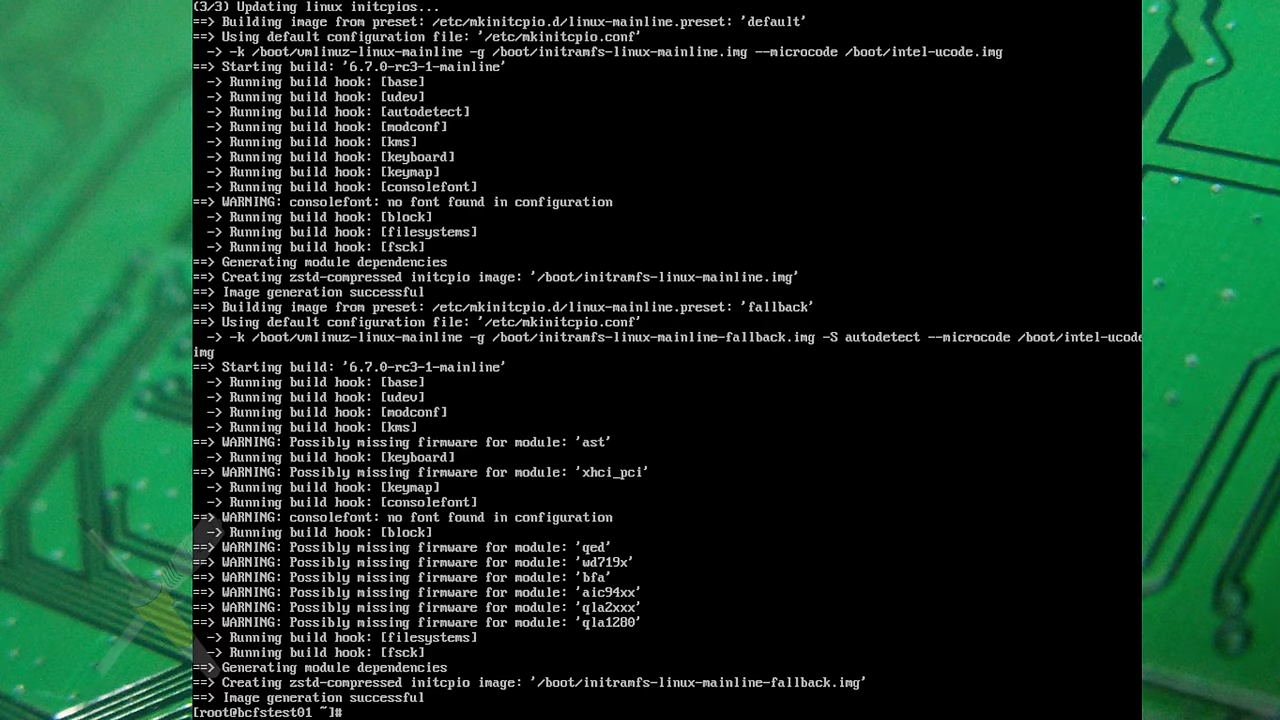 (3/3) Updating linux initcpios...
==> Building image from preset: /etc/mkinitcpio.d/linux-mainline.preset: 'default'
==> Using default configuration file: '/etc/mkinitcpio.conf'
  -> -k /boot/vmlinuz-linux-mainline -g /boot/initramfs-linux-mainline.img --microcode /boot/intel-ucode.img
==> Starting build: '6.7.0-rc3-1-mainline'
  -> Running build hook: [base]
  -> Running build hook: [udev]
  -> Running build hook: [autodetect]
  -> Running build hook: [modconf]
  -> Running build hook: [kms]
  -> Running build hook: [keyboard]
  -> Running build hook: [keymap]
  -> Running build hook: [consolefont]
==> WARNING: consolefont: no font found in configuration
  -> Running build hook: [block]
  -> Running build hook: [filesystems]
  -> Running build hook: [fsck]
==> Generating module dependencies
==> Creating zstd-compressed initcpio image: '/boot/initramfs-linux-mainline.img'
==> Image generation successful
==> Building image from preset: /etc/mkinitcpio.d/linux-mainline.preset: 'fallback'
==> Using default configuration file: '/etc/mkinitcpio.conf'
  -> -k /boot/vmlinuz-linux-mainline -g /boot/initramfs-linux-mainline-fallback.img -S autodetect --microcode /boot/intel-ucode
img
==> Starting build: '6.7.0-rc3-1-mainline'
  -> Running build hook: [base]
  -> Running build hook: [udev]
  -> Running build hook: [modconf]
  -> Running build hook: [kms]
==> WARNING: Possibly missing firmware for module: 'ast'
  -> Running build hook: [keyboard]
==> WARNING: Possibly missing firmware for module: 'xhci_pci'
  -> Running build hook: [keymap]
  -> Running build hook: [consolefont]
==> WARNING: consolefont: no font found in configuration
  -> Running build hook: [block]
==> WARNING: Possibly missing firmware for module: 'qed'
==> WARNING: Possibly missing firmware for module: 'wd719x'
==> WARNING: Possibly missing firmware for module: 'bfa'
==> WARNING: Possibly missing firmware for module: 'aic94xx'
==> WARNING: Possibly missing firmware for module: 'qla2xxx'
==> WARNING: Possibly missing firmware for module: 'qla1280'
  -> Running build hook: [filesystems]
  -> Running build hook: [fsck]
==> Generating module dependencies
==> Creating zstd-compressed initcpio image: '/boot/initramfs-linux-mainline-fallback.img'
==> Image generation successful
[root@bcfstest01 ~]#